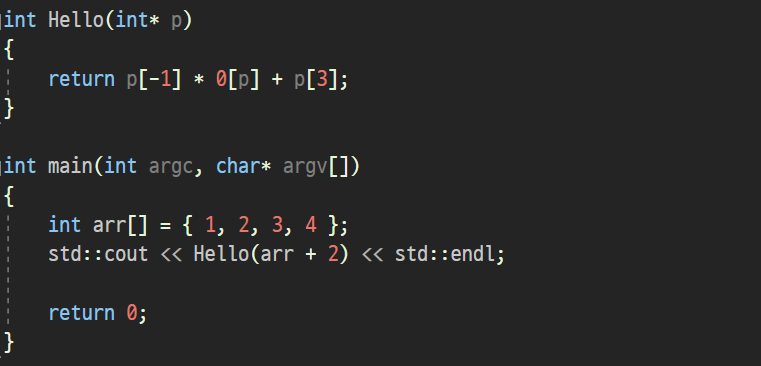 int Hello(int* p)
{
    return p[-1] * 0[p] + p[3];
}
int main(int argc, char* argv[])
{
    int arr[] = { 1, 2, 3, 4 };
    std::cout << Hello(arr + 2) << std::endl;
    return 0;
}